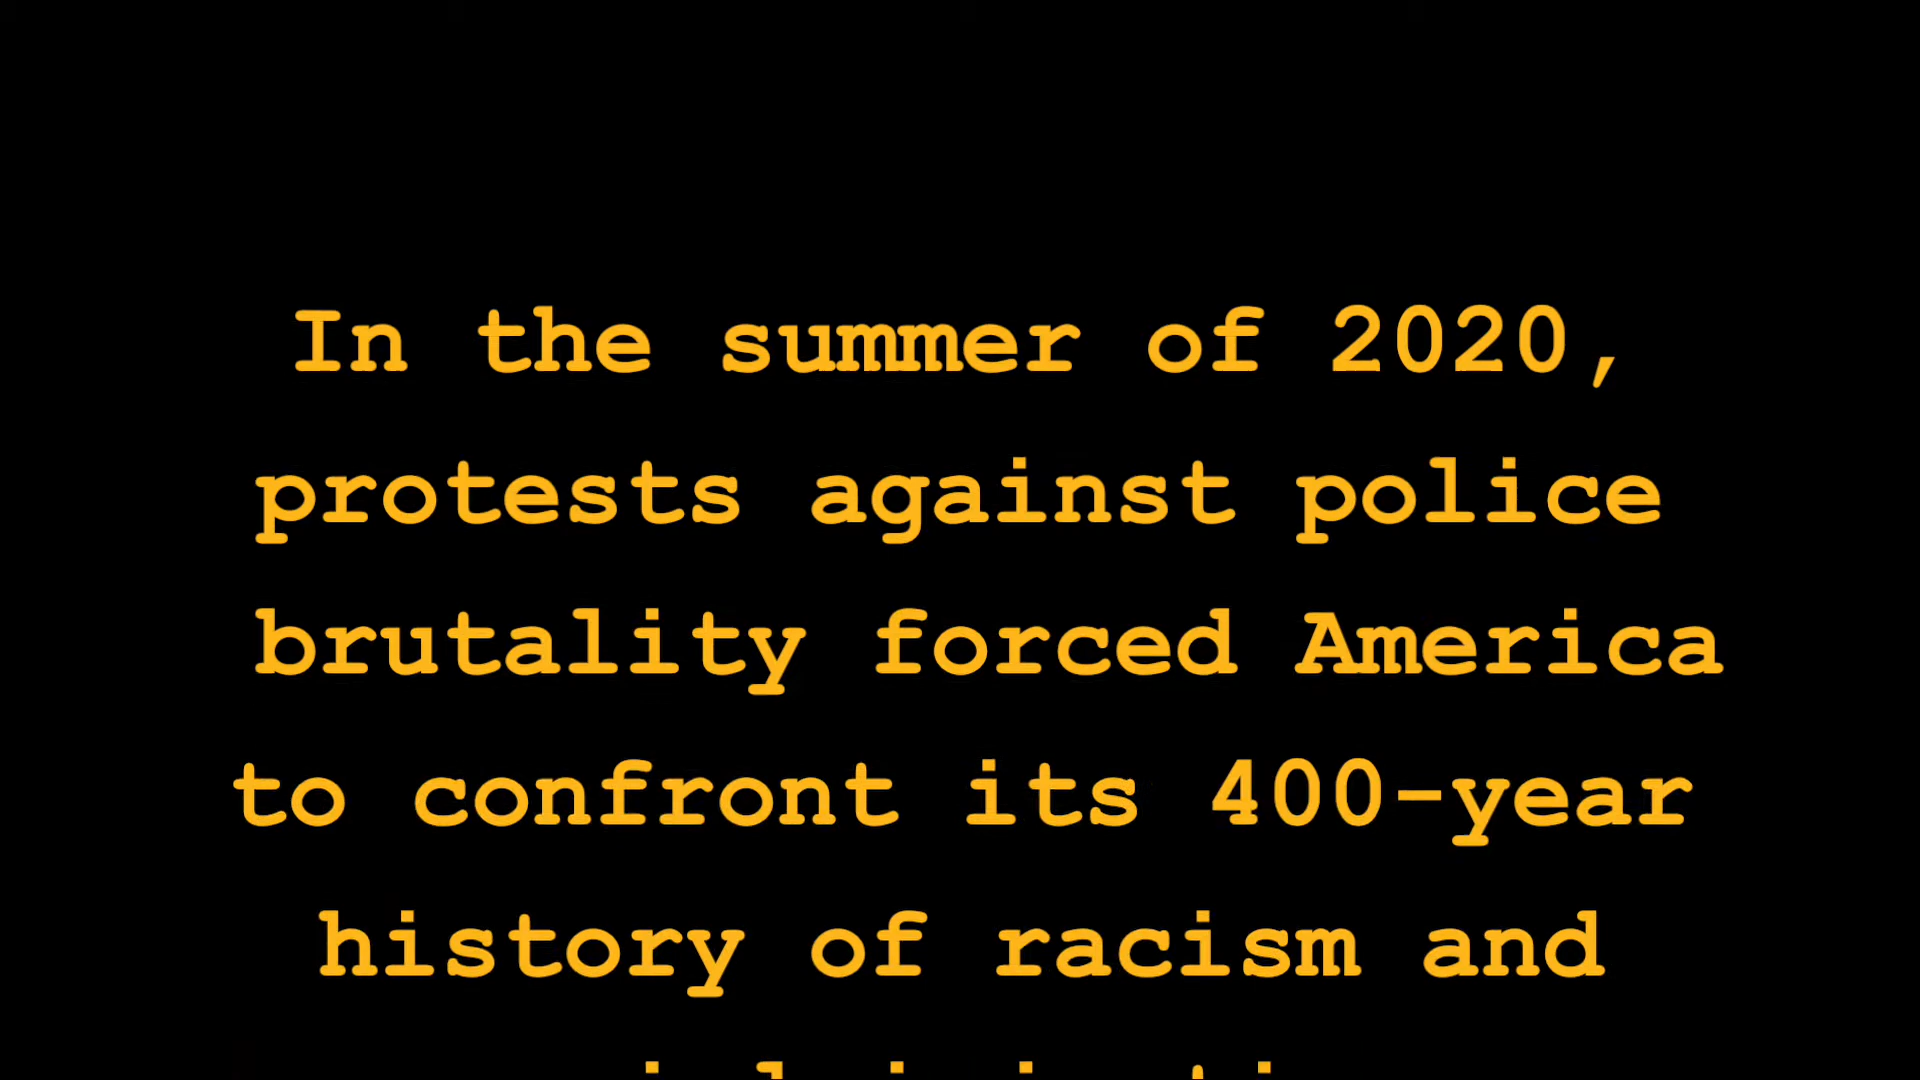 In the summer of 2020,
protests against police
brutality forced America
to confront its 400-year
history of racism and